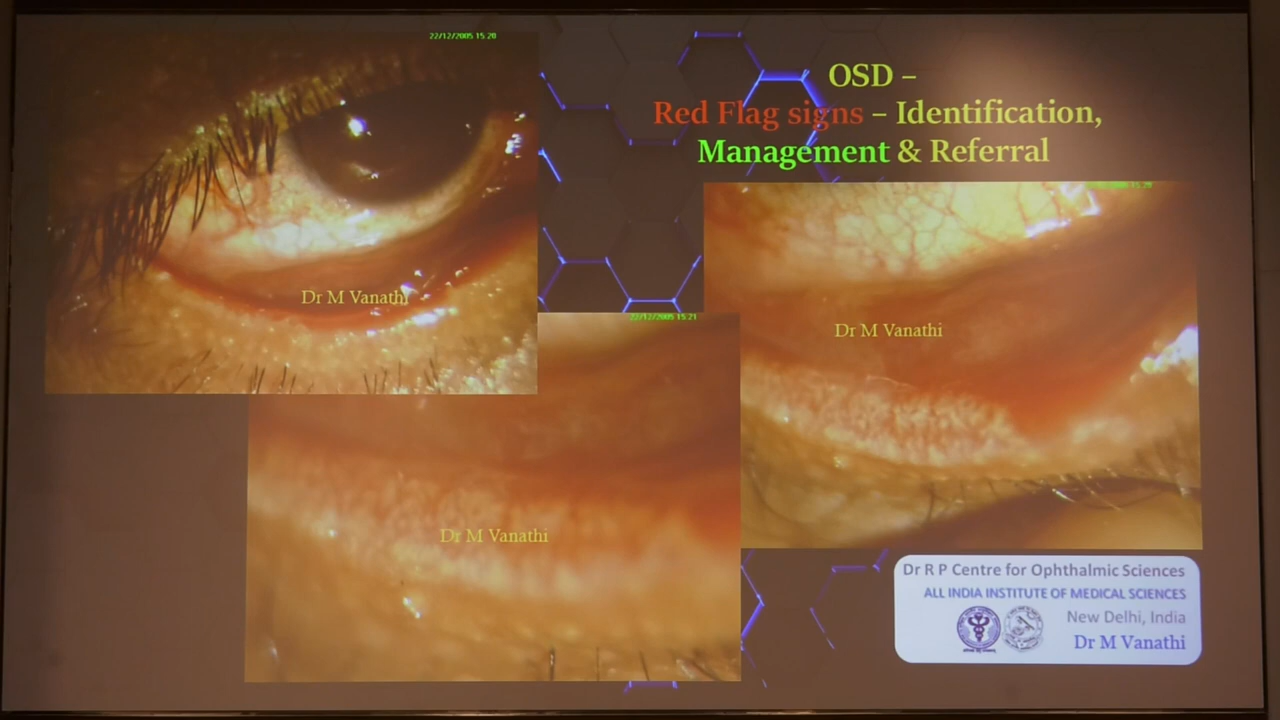 22/12/2005 15:20
OSD –
Red Flag signs – Identification,
Management & Referral
Dr M Vanathi
Dr M Vanathi
22/12/2005 15:21
Dr M Vanathi
Dr R P Centre for Ophthalmic Sciences
ALL INDIA INSTITUTE OF MEDICAL SCIENCES
New Delhi, India
Dr M Vanathi